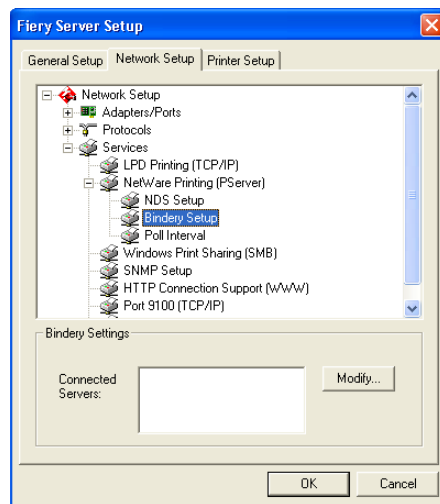 Fiery Server Setup
General Setup Network Setup Printer Setup
Network Setup
Adapters/Ports
Protocols
Services
LPD Printing (TCP/IP)
NetWare Printing (PServer)
NDS Setup
Bindery Setup
Poll Interval
Windows Print Sharing (SMB)
SNMP Setup
HTTP Connection Support (WWW)
Port 9100 (TCP/IP)
Bindery Settings
Connected
Servers:
Modify...
OK Cancel